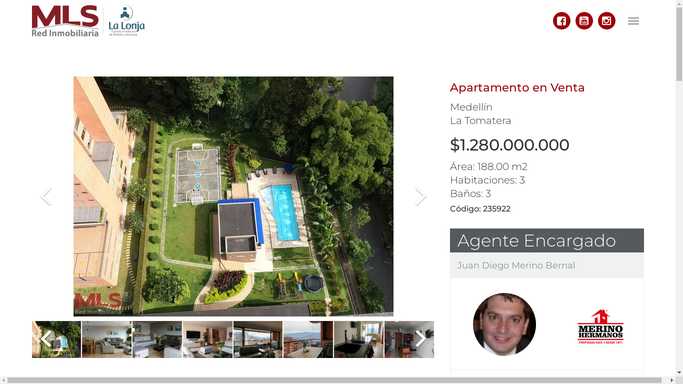 MLS
Red Inmobiliaria
La Lonja
Apartamento en Venta
Medellín
La Tomatera
$1.280.000.000
Área: 188.00 m2
Habitaciones: 3
Baños: 3
Código: 235922
Agente Encargado
Juan Diego Merino Bernal
MERINO
HERMANOS
MLS